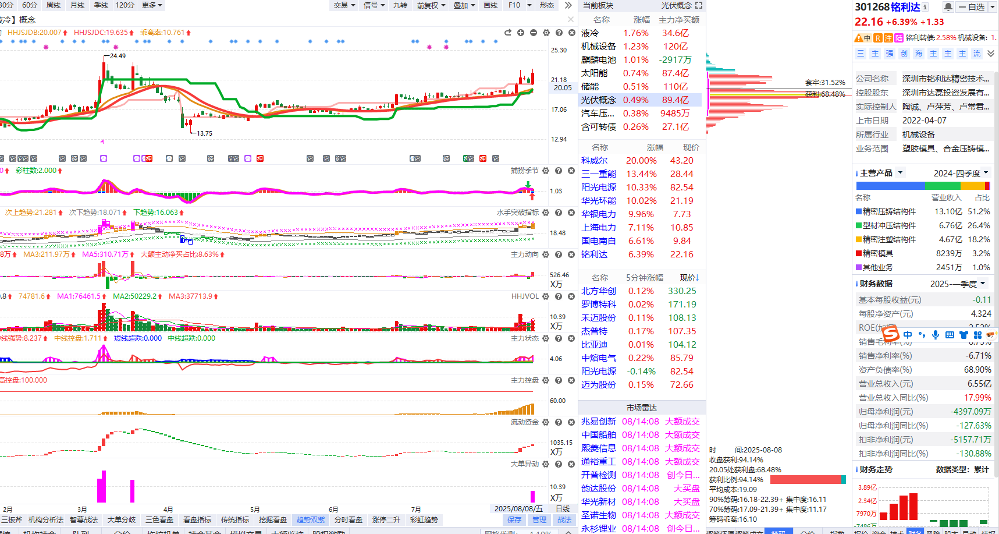 30分 60分 周线 月线 季线 120分 更多 交易 信号 九转 前复权 叠加 画线 F10 形态
液冷】概念
HHJSJDB:20.007 HHJSJDC:19.635 乖离率:10.761
25.30
24.49
21.18
20.05
17.06
13.75
12.94
彩柱数:2.000 捕捞季节
1.03
次上趋势:21.281 次下趋势:18.071 下趋势:16.063 水手突破指标
18.48
8万 MA3:211.97万 MA5:310.71万 大额主动净买占比:8.63% 主力动向
526.46
X万
74781.6 MA1:76461.5 MA2:50229.2 MA3:37713.9 HHJVOL
10.39
X万
中线强势:8.237 中线控盘:1.711 短线超跌:0.000 中线超跌:0.000 主力状态
4.06
高控盘:100.000 主力控盘
60.00
流动资金
1035.15
X万
大单异动
10.39
X万
2月 3月 4月 5月 6月 7月 2025/08/08/五 日线
三板斧 机构分析法 智尊战法 大单分歧 三色看盘 看盘指标 传统指标 挖掘看盘 趋势双紫 分时看盘 涨停二升 彩虹趋势 保存 管理 战法
当前板块 光伏概念
名称 涨幅 主力净买额
液冷 1.76% 34.6亿
机械设备 1.23% 120亿
麒麟电池 1.01% -2917万
太阳能 0.74% 87.4亿
储能 0.51% 110亿
光伏概念 0.49% 89.4亿
汽车压... 0.38% 9485万
含可转债 0.26% 27.1亿
名称 涨幅 现价
科威尔 20.00% 43.20
三一重能 13.44% 28.44
阳光电源 10.33% 82.54
华光环能 10.02% 21.19
华银电力 9.96% 7.73
上海电力 7.11% 10.85
国电南自 6.61% 9.84
铭利达 6.39% 22.16
名称 5分钟涨幅 现价↓
北方华创 0.12% 330.25
罗博特科 0.02% 171.19
禾迈股份 0.11% 108.13
杰普特 0.17% 107.35
比亚迪 0.01% 104.12
中熔电气 0.22% 85.79
阳光电源 -0.14% 82.54
迈为股份 0.15% 72.66
市场雷达
兆易创新 08/14:08 大额成交
中国船舶 08/14:08 大额成交
熙菱信息 08/14:08 大额成交
通裕重工 08/14:08 大额成交
开普检测 08/14:08 创今日...
韵达股份 08/14:08 大买盘
华光新材 08/14:08 大买盘
圣诺生物 08/14:08 创今日...
永杉锂业 08/14:08 创今日...
套牢:31.52%
获利:68.48%
时 间:2025-08-08
收盘获利:94.14%
20.05处获利盘:68.48%
获利比例:94.14%
平均成本:19.09
90%筹码:16.18-22.39+ 集中度:16.11
70%筹码:17.09-21.39+ 集中度:11.17
筹码乖离:16.10
301268 铭利达 一 自选
22.16 +6.39% +1.33
中 R 注 陆 铭利转债:2.58% 机械设备: 1..
三 主 强 创 海 主 主 主 流
公司名称 深圳市铭利达精密技术...
控股股东 深圳市达磊投资发展有...
实际控制人 陶诚、卢萍芳、卢常君...
上市日期 2022-04-07
所属行业 机械设备
业务范围 塑胶模具、合金压铸模...
主营产品 2024-四季度
名称 营业收入 占比
精密压铸结构件 13.10亿 51.2%
型材冲压结构件 6.76亿 26.4%
精密注塑结构件 4.67亿 18.2%
精密模具 8239万 3.2%
其他业务 2451万 1.0%
财务数据 2025-一季度
基本每股收益(元) -0.11
每股净资产(元) 4.324
中
销售净利率(%) -6.71%
资产负债率(%) 68.90%
营业总收入(元) 6.55亿
营业总收入同比(%) 17.99%
归母净利润(元) -4397.09万
归母净利润同比(%) -127.63%
扣非净利润(元) -5157.71万
扣非净利润同比(%) -130.88%
财务走势 数据类型: 累计
3.89亿
2.34亿
7970万
-7486万